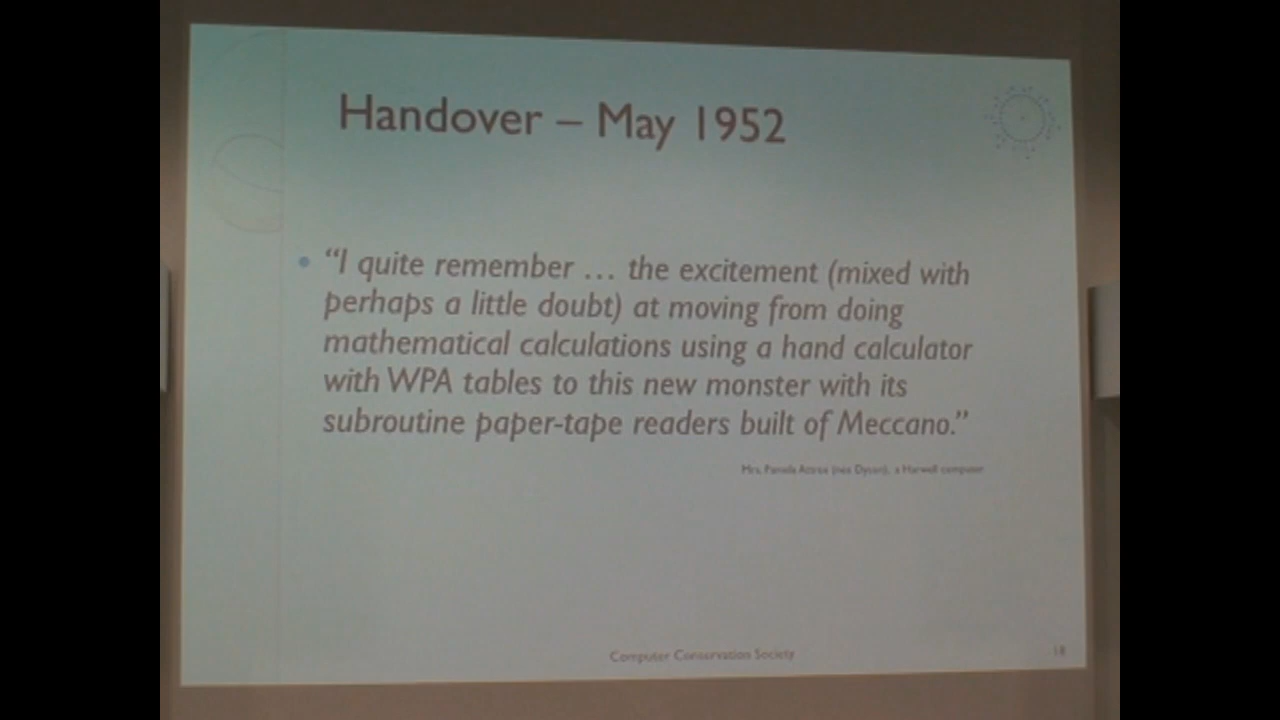 Handover – May 1952
• “I quite remember … the excitement (mixed with
perhaps a little doubt) at moving from doing
mathematical calculations using a hand calculator
with WPA tables to this new monster with its
subroutine paper-tape readers built of Meccano.”
Mrs. Pamela (nee Dyson), a Harwell computer
Computer Conservation Society
18